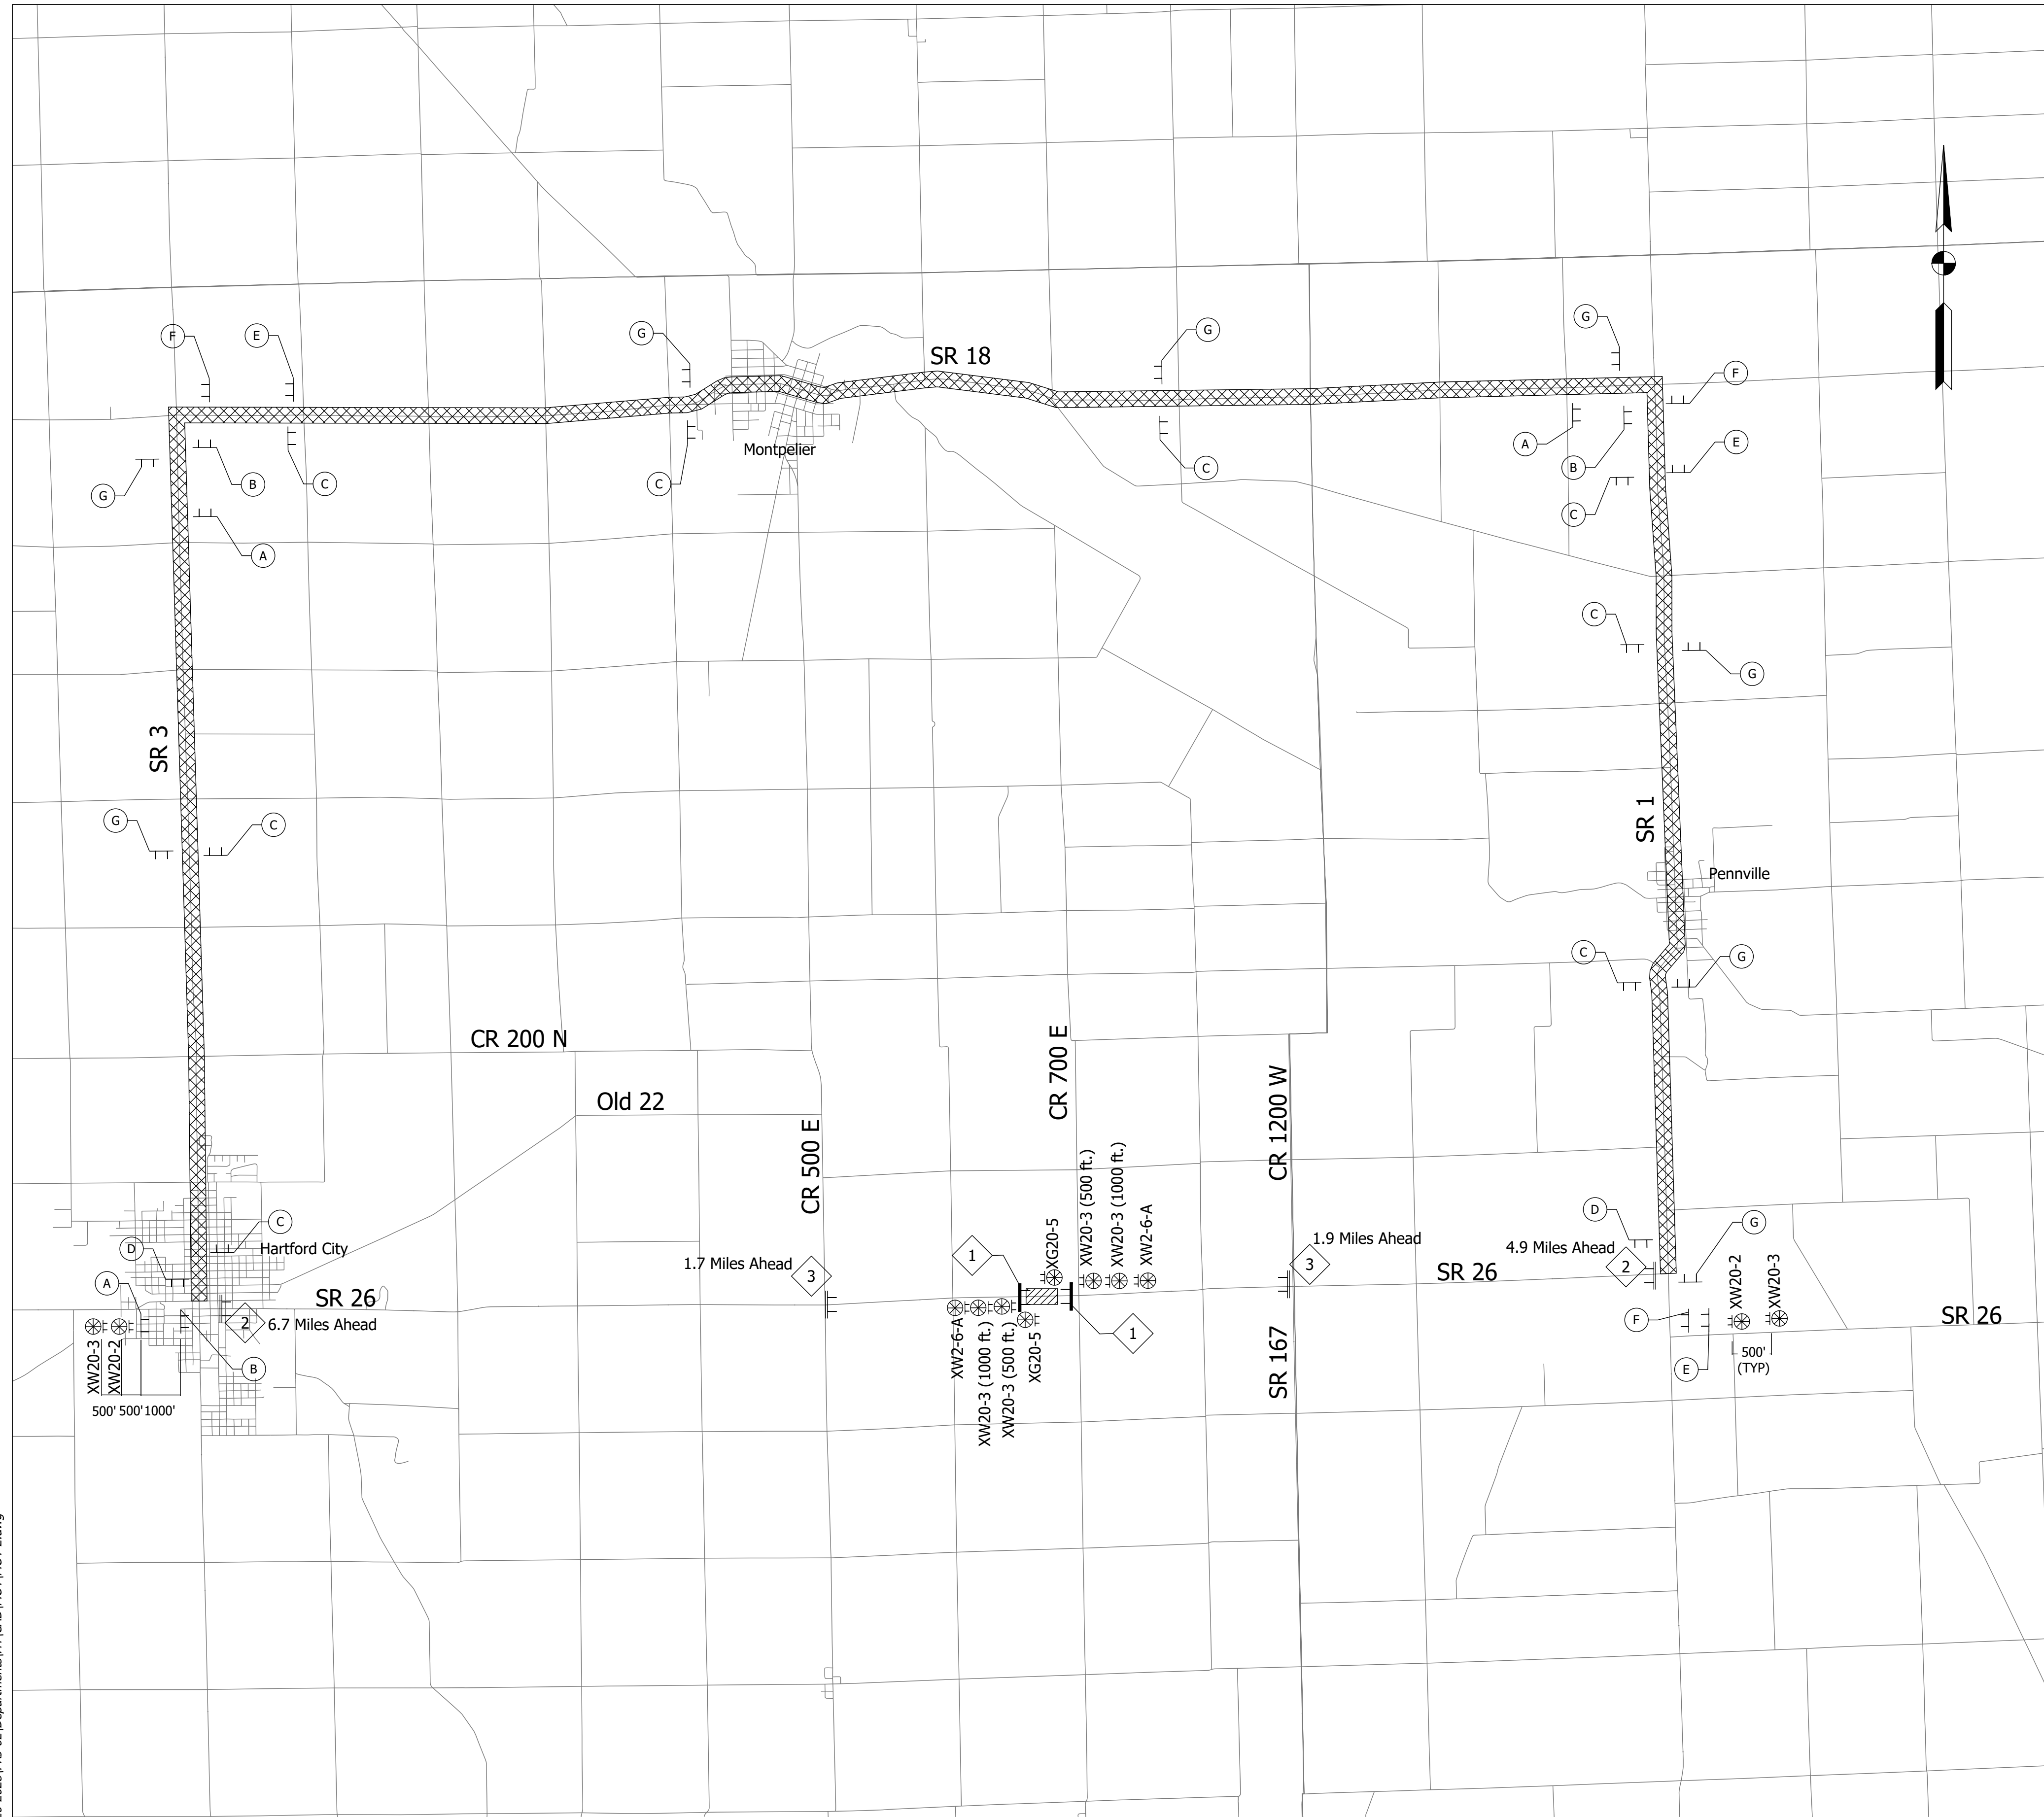 G
F
E
G
G
SR 18
F
A
E
Montpelier
B
G
B
C
C
C
C
A
C
G
SR 3
SR 1
G
C
Pennville
C
G
CR 200 N
CR 700 E
Old 22
CR 1200 W
CR 500 E
XW20-3 (500 ft.)
XW20-3 (1000 ft.)
XW2-6-A
XG20-5
D
C
G
Hartford City
D
1.9 Miles Ahead
4.9 Miles Ahead
1
1.7 Miles Ahead
3
3
2
SR 26
A
SR 26
2
6.7 Miles Ahead
XW20-2
XW20-3
F
SR 26
1
XW20-3
XW20-2
B
XW2-6-A
XW20-3 (1000 ft.)
XW20-3 (500 ft.)
XG20-5
SR 167
E
500'
(TYP)
500' 500' 1000'